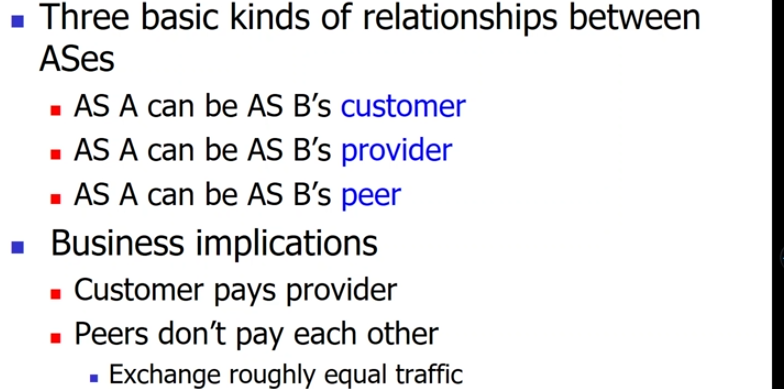 Three basic kinds of relationships between
ASes
AS A can be AS B’s customer
AS A can be AS B’s provider
AS A can be AS B’s peer
Business implications
Customer pays provider
Peers don’t pay each other
Exchange roughly equal traffic